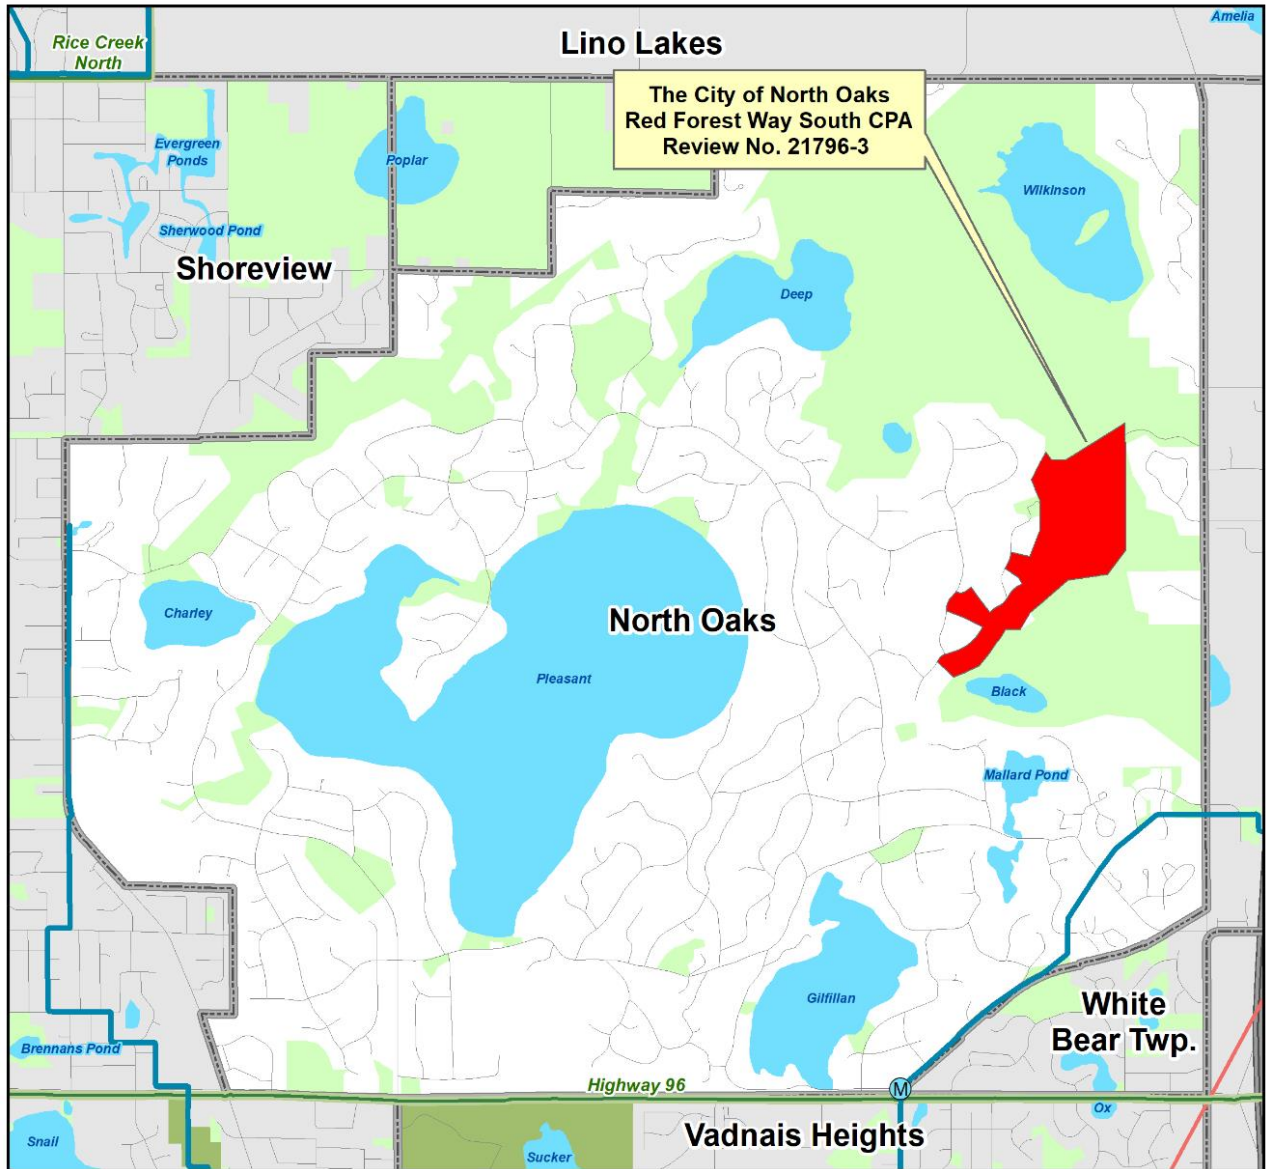 Amelia
Rice Creek
North
Lino Lakes
The City of North Oaks
Red Forest Way South CPA
Review No. 21796-3
Evergreen
Ponds
Poplar
Wilkinson
Sherwood Pond
Shoreview
Deep
Charley
North Oaks
Pleasant
Black
Mallard Pond
Gilfillan
White
Bear Twp.
Brennans Pond
Highway 96
M
Ox
Snail
Vadnais Heights
Sucker